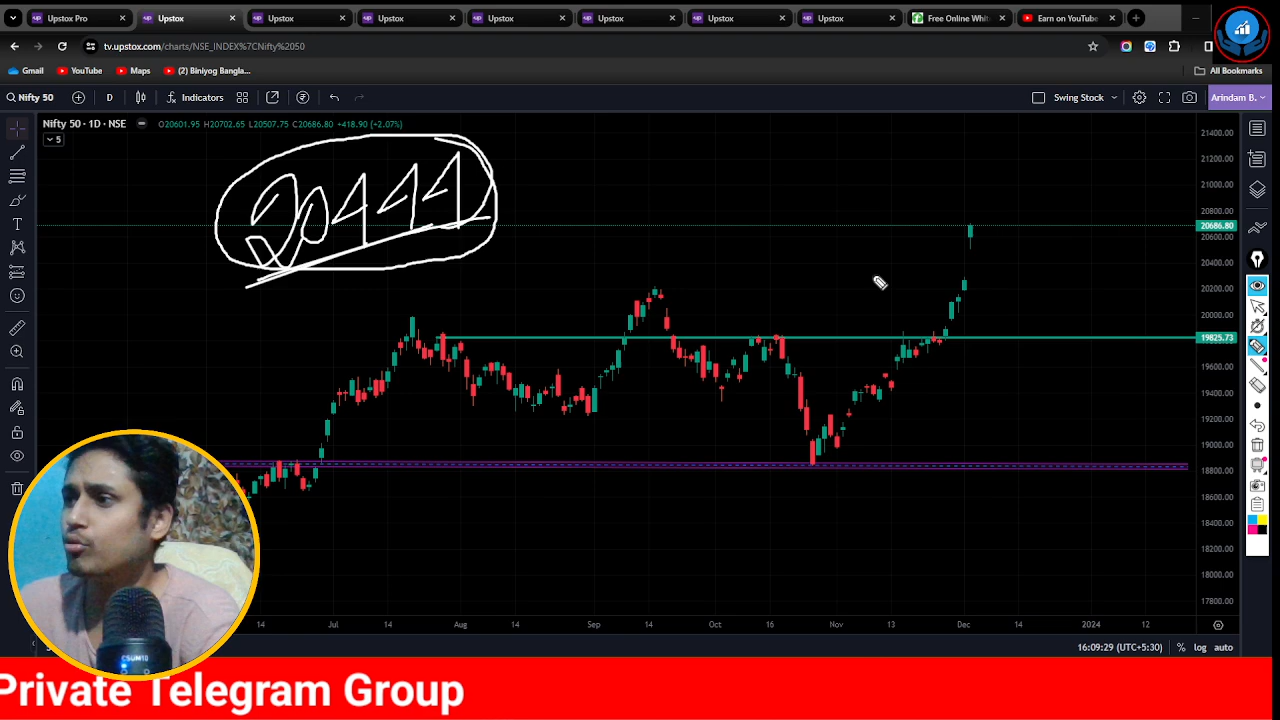 Upstox Pro
Upstox
Upstox
Upstox
Upstox
Upstox
Upstox
Upstox
Free Online Whit
Earn on YouTube
tv.upstox.com/charts/NSE_INDEX%7CNifty%2050
Gmail
YouTube
Maps
(2) Biniyog Bangla...
All Bookmarks
Nifty 50
D
Indicators
Swing Stock
Arindam B.
Nifty 50 · 1D · NSE
O20601.95 H20702.65 L20507.75 C20686.80 +418.90 (+2.07%)
5
20444
21400.00
21200.00
21000.00
20800.00
20686.80
20600.00
20400.00
20200.00
20000.00
19825.73
19600.00
19400.00
19200.00
19000.00
18800.00
18600.00
18400.00
18200.00
18000.00
17800.00
14 Jul 14 Aug 14 Sep 14 Oct 16 Nov 13 Dec 14 2024 12
16:09:29 (UTC+5:30) % log auto
Private Telegram Group